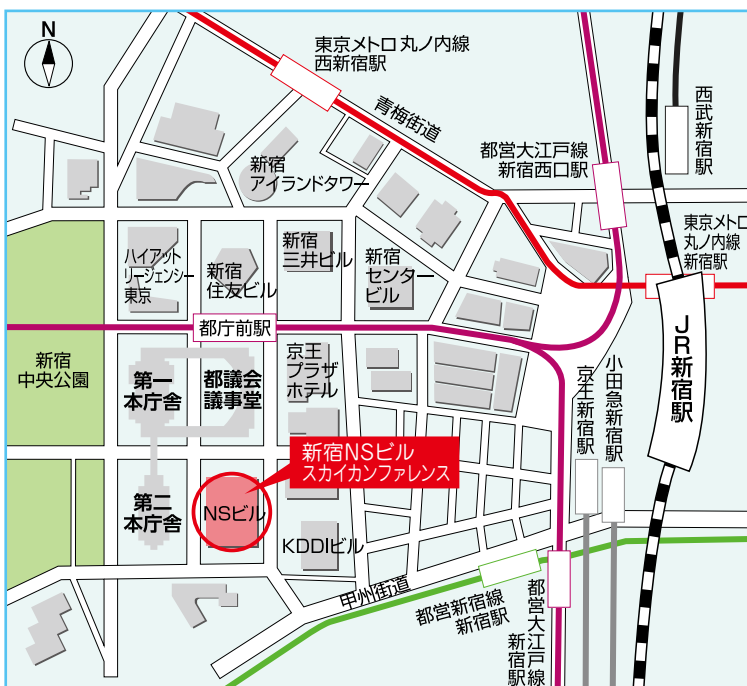 N
東京メトロ 丸ノ内線
西新宿駅
青梅街道
西武新宿駅
都営大江戸線
新宿西口駅
新宿
アイランドタワー
東京メトロ
丸ノ内線
新宿駅
ハイアット
リージェンシー
東京
新宿
住友ビル
新宿
三井ビル
新宿
センター
ビル
都庁前駅
JR新宿駅
新宿
中央公園
第一
本庁舎
都議会
議事堂
京王
プラザ
ホテル
京王新宿駅
小田急新宿駅
新宿NSビル
スカイカンファレンス
第二
本庁舎
NSビル
KDDIビル
甲州街道
都営新宿線
新宿駅
都営大江戸線
新宿駅